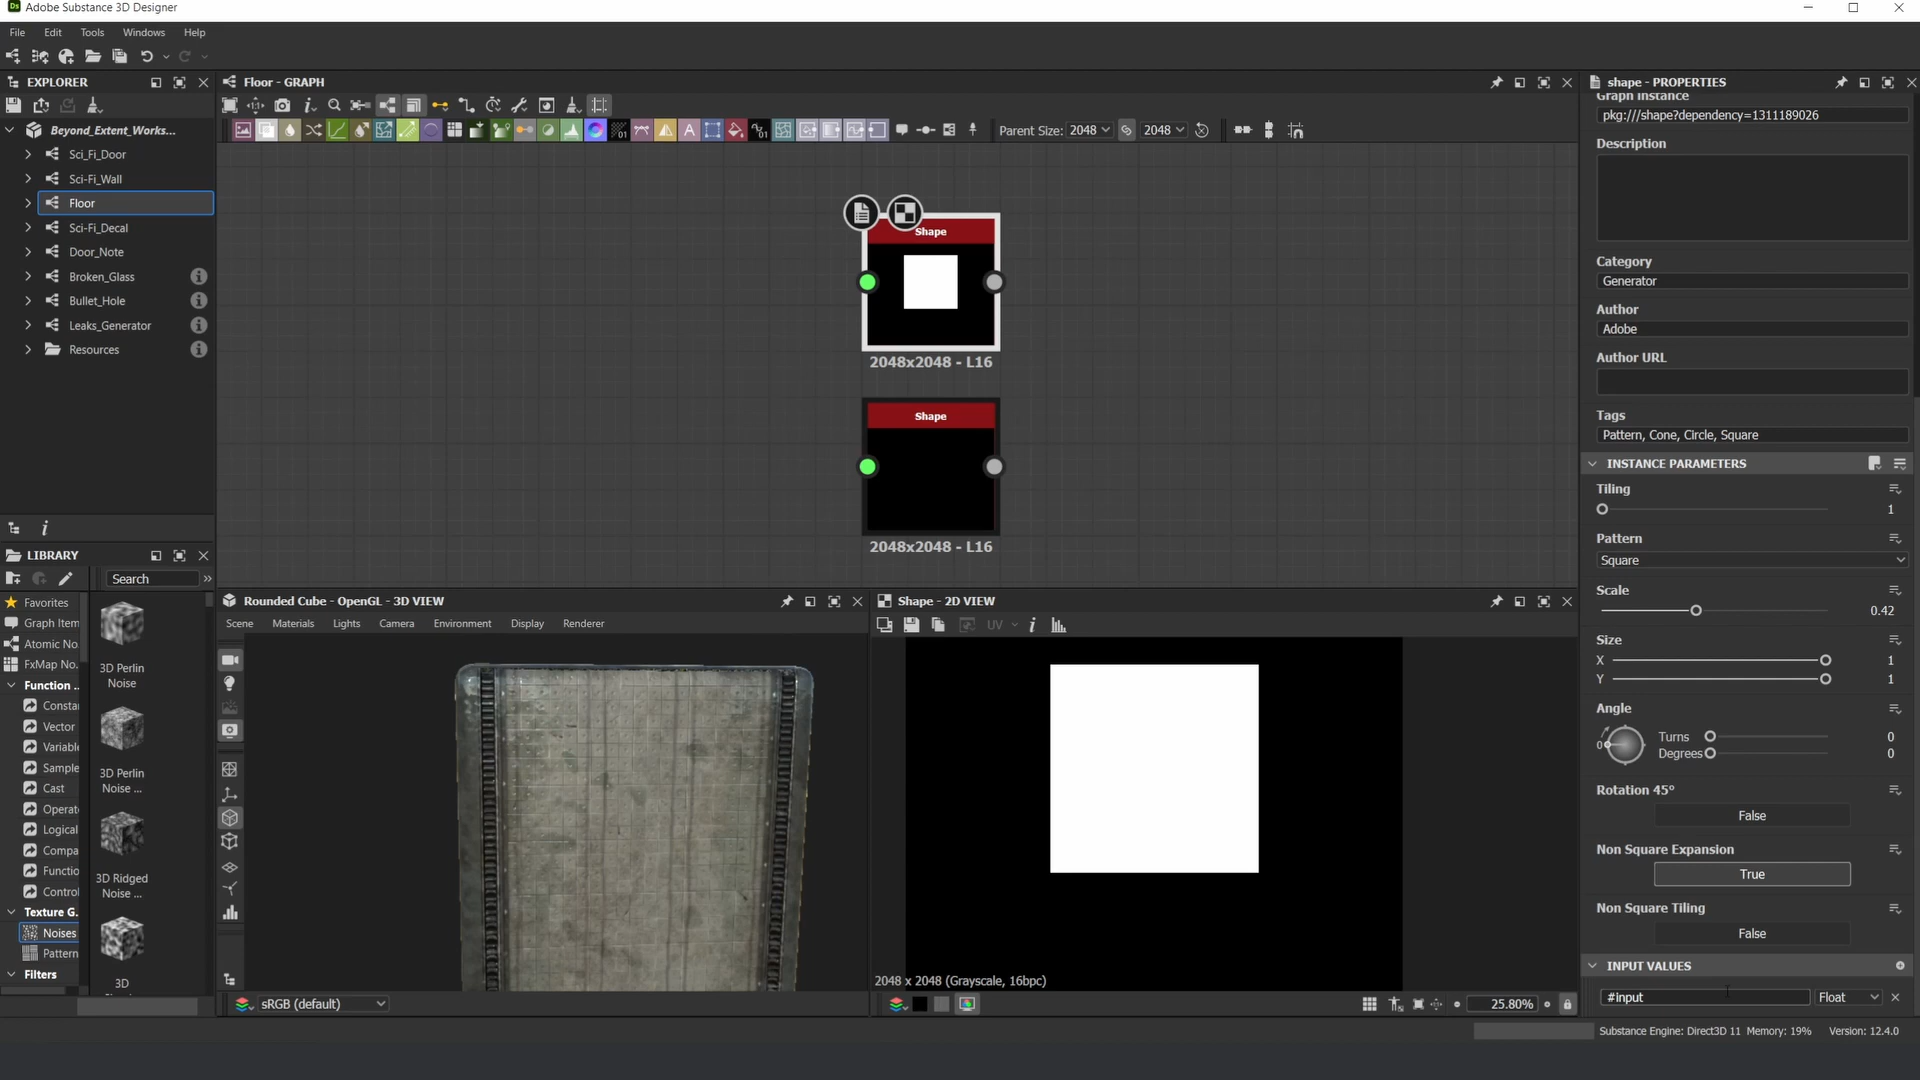 Adobe Substance 3D Designer
File Edit Tools Windows Help
EXPLORER
Beyond_Extent_Works...
Sci_Fi_Door
Sci-Fi_Wall
Floor
Sci-Fi_Decal
Door_Note
Broken_Glass
Bullet_Hole
Leaks_Generator
Resources
LIBRARY
Search
Favorites
Graph Item
Atomic No.
FxMap No.
Function ..
Consta
Vector
Variabl
Sample
Cast
Operat
Logical
Compa
Functio
Control
Texture G.
Noises
Pattern
Filters
3D Perlin
Noise
3D Perlin
Noise ...
3D Ridged
Noise ...
3D
Floor - GRAPH
Parent Size: 2048 2048
Shape
2048x2048 - L16
Shape
2048x2048 - L16
Rounded Cube - OpenGL - 3D VIEW
Scene Materials Lights Camera Environment Display Renderer
sRGB (default)
Shape - 2D VIEW
UV
2048 x 2048 (Grayscale, 16bpc)
25.80%
shape - PROPERTIES
Graph Instance
pkg:///shape?dependency=1311189026
Description
Category
Generator
Author
Adobe
Author URL
Tags
Pattern, Cone, Circle, Square
INSTANCE PARAMETERS
Tiling
1
Pattern
Square
Scale
0.42
Size
X 1
Y 1
Angle
0 Turns 0
Degrees 0
Rotation 45°
False
Non Square Expansion
True
Non Square Tiling
False
INPUT VALUES
#input Float
Substance Engine: Direct3D 11 Memory: 19% Version: 12.4.0